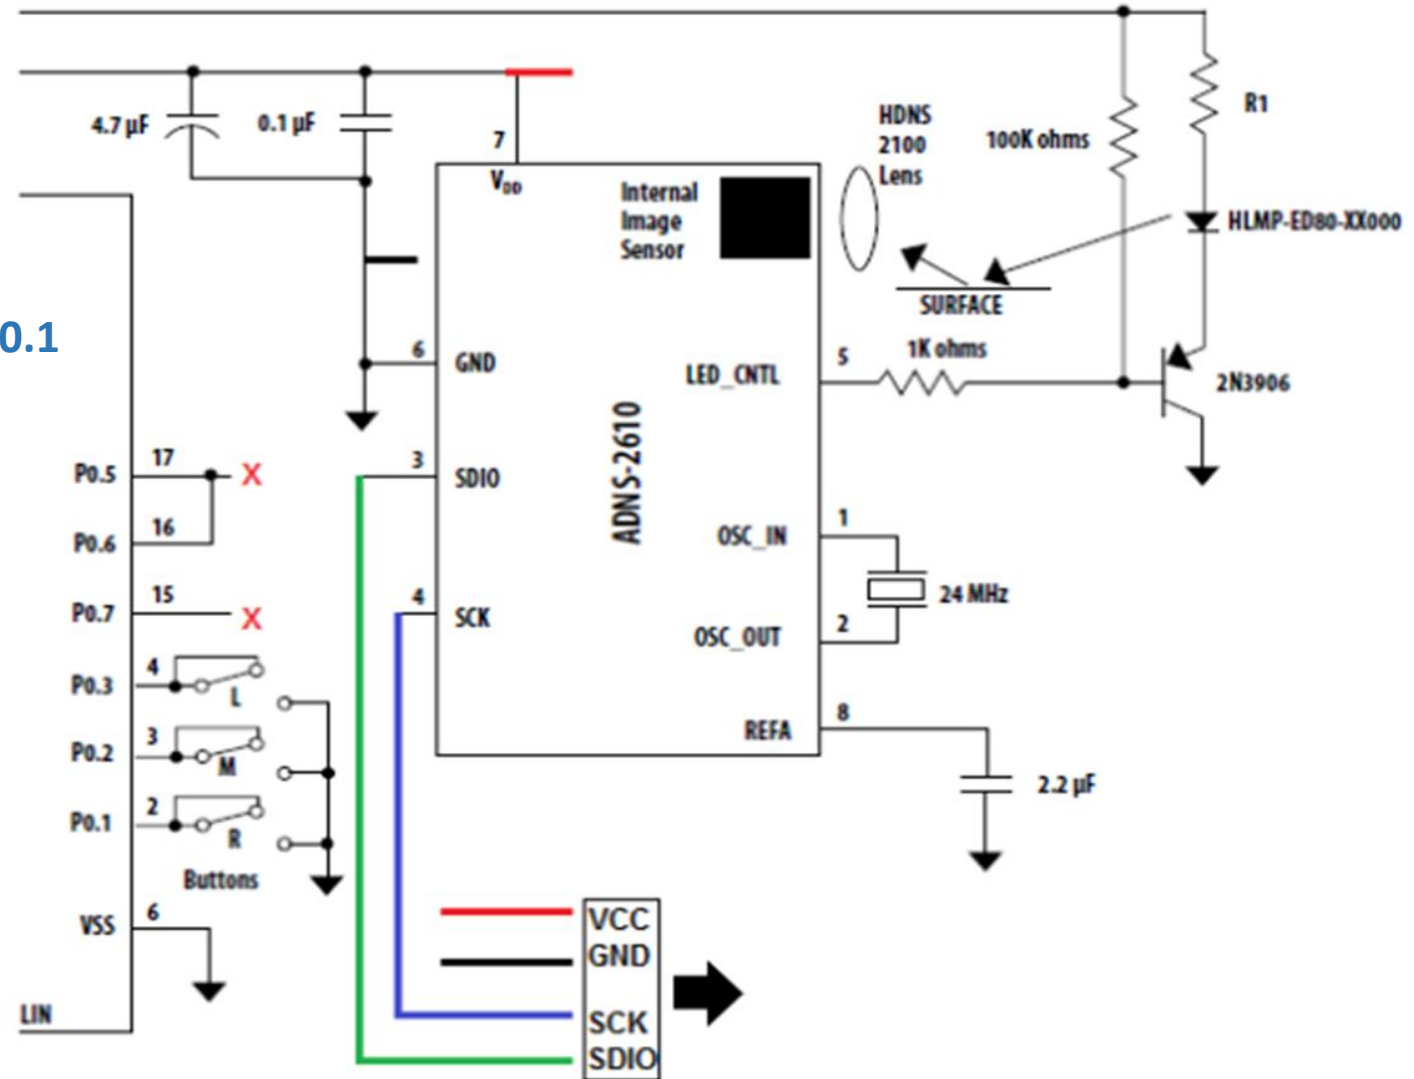 4.7 µF
0.1 µF
7
VDD
Internal
Image
Sensor
HDNS
2100
Lens
100K ohms
R1
HLMP-ED80-XX000
SURFACE
0.1
6
GND
LED_CNTL
5
1K ohms
2N3906
ADNS-2610
P0.5
17
X
3
SDIO
P0.6
16
OSC_IN
1
P0.7
15
X
4
SCK
24 MHz
OSC_OUT
2
P0.3
4
L
P0.2
3
M
REFA
8
P0.1
2
R
2.2 µF
Buttons
VSS
6
VCC
GND
LIN
SCK
SDIO